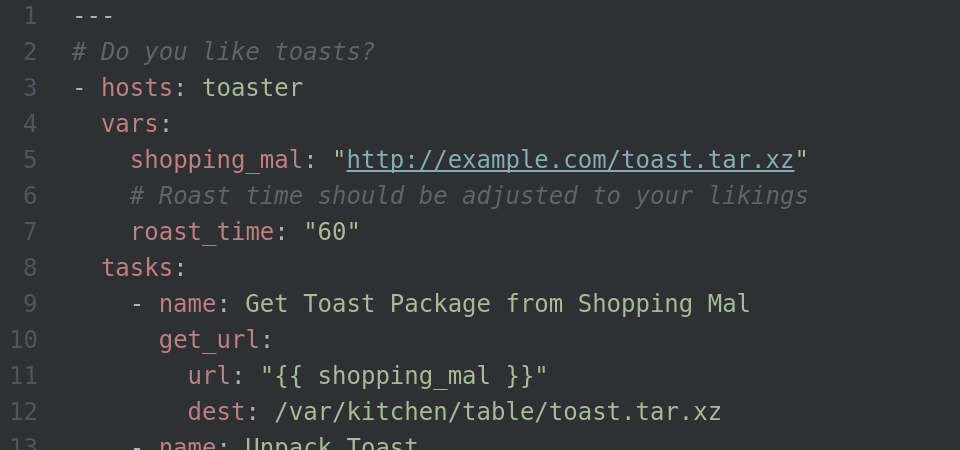 1 ---
2 # Do you like toasts?
3 - hosts: toaster
4   vars:
5     shopping_mal: "http://example.com/toast.tar.xz"
6     # Roast time should be adjusted to your likings
7     roast_time: "60"
8   tasks:
9     - name: Get Toast Package from Shopping Mal
10       get_url:
11         url: "{{ shopping_mal }}"
12         dest: /var/kitchen/table/toast.tar.xz
13     - name: Unpack Toast